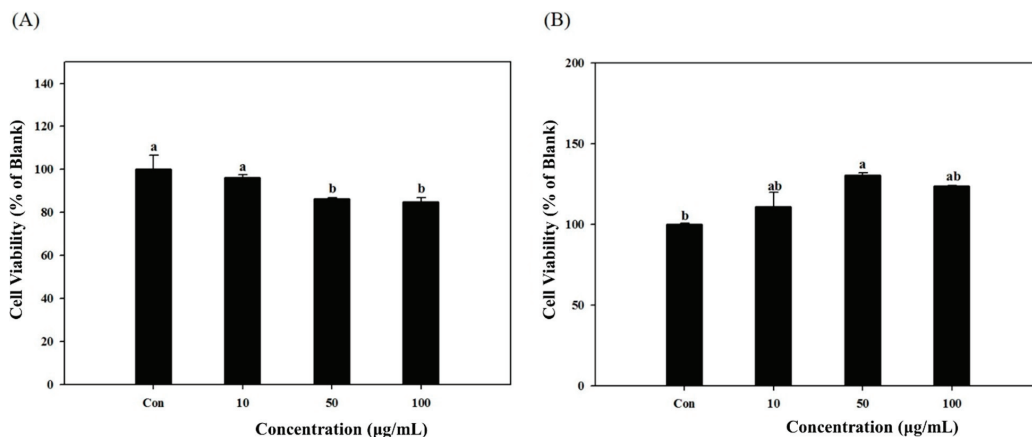 (A)
Cell Viability (% of Blank)
140
120
100
80
60
40
20
0
a
a
b
b
Con
10
50
100
Concentration (µg/mL)
(B)
Cell Viability (% of Blank)
200
150
100
50
0
b
ab
a
ab
Con
10
50
100
Concentration (µg/mL)